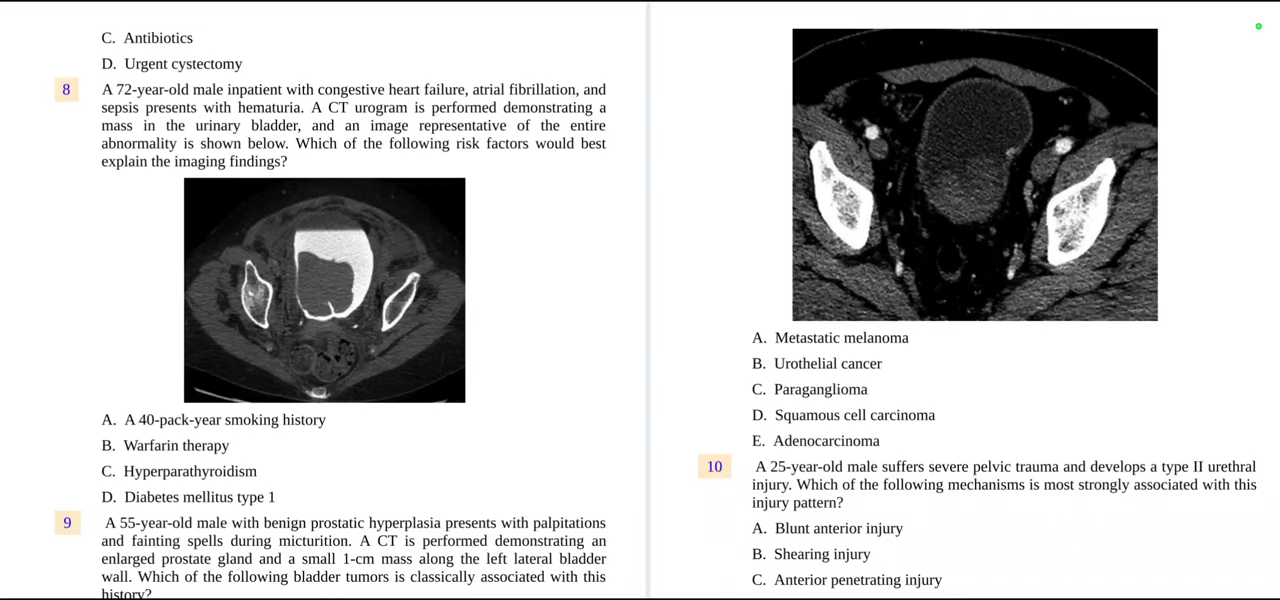 C. Antibiotics
D. Urgent cystectomy
8
A 72-year-old male inpatient with congestive heart failure, atrial fibrillation, and
sepsis presents with hematuria. A CT urogram is performed demonstrating a
mass in the urinary bladder, and an image representative of the entire
abnormality is shown below. Which of the following risk factors would best
explain the imaging findings?
A. A 40-pack-year smoking history
B. Warfarin therapy
C. Hyperparathyroidism
D. Diabetes mellitus type 1
9
A 55-year-old male with benign prostatic hyperplasia presents with palpitations
and fainting spells during micturition. A CT is performed demonstrating an
enlarged prostate gland and a small 1-cm mass along the left lateral bladder
wall. Which of the following bladder tumors is classically associated with this
history?
A. Metastatic melanoma
B. Urothelial cancer
C. Paraganglioma
D. Squamous cell carcinoma
E. Adenocarcinoma
10
A 25-year-old male suffers severe pelvic trauma and develops a type II urethral
injury. Which of the following mechanisms is most strongly associated with this
injury pattern?
A. Blunt anterior injury
B. Shearing injury
C. Anterior penetrating injury